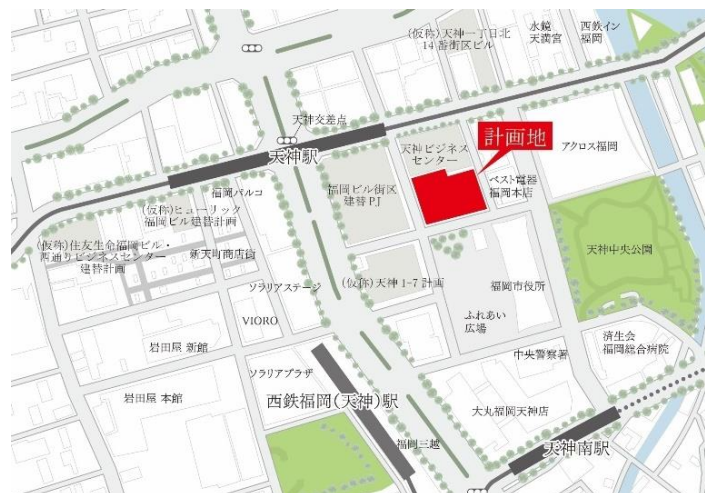 (仮称)天神一丁目北
14番街区ビル
水鏡
天満宮
西鉄イン
福岡
天神交差点
天神駅
天神ビジネス
センター
計画地
アクロス福岡
福岡パルコ
福岡ビル街区
建替PJ
ベスト電器
福岡本店
(仮称)ヒューリック
福岡ビル建替計画
(仮称)住友生命福岡ビル・
西通りビジネスセンター
建替計画
新天町商店街
天神中央公園
ソラリアステージ
(仮称)天神1-7計画
福岡市役所
VIORO
ふれあい
広場
岩田屋 新館
中央警察署
済生会
福岡総合病院
ソラリアプラザ
岩田屋 本館
西鉄福岡(天神)駅
大丸福岡天神店
福岡三越
天神南駅